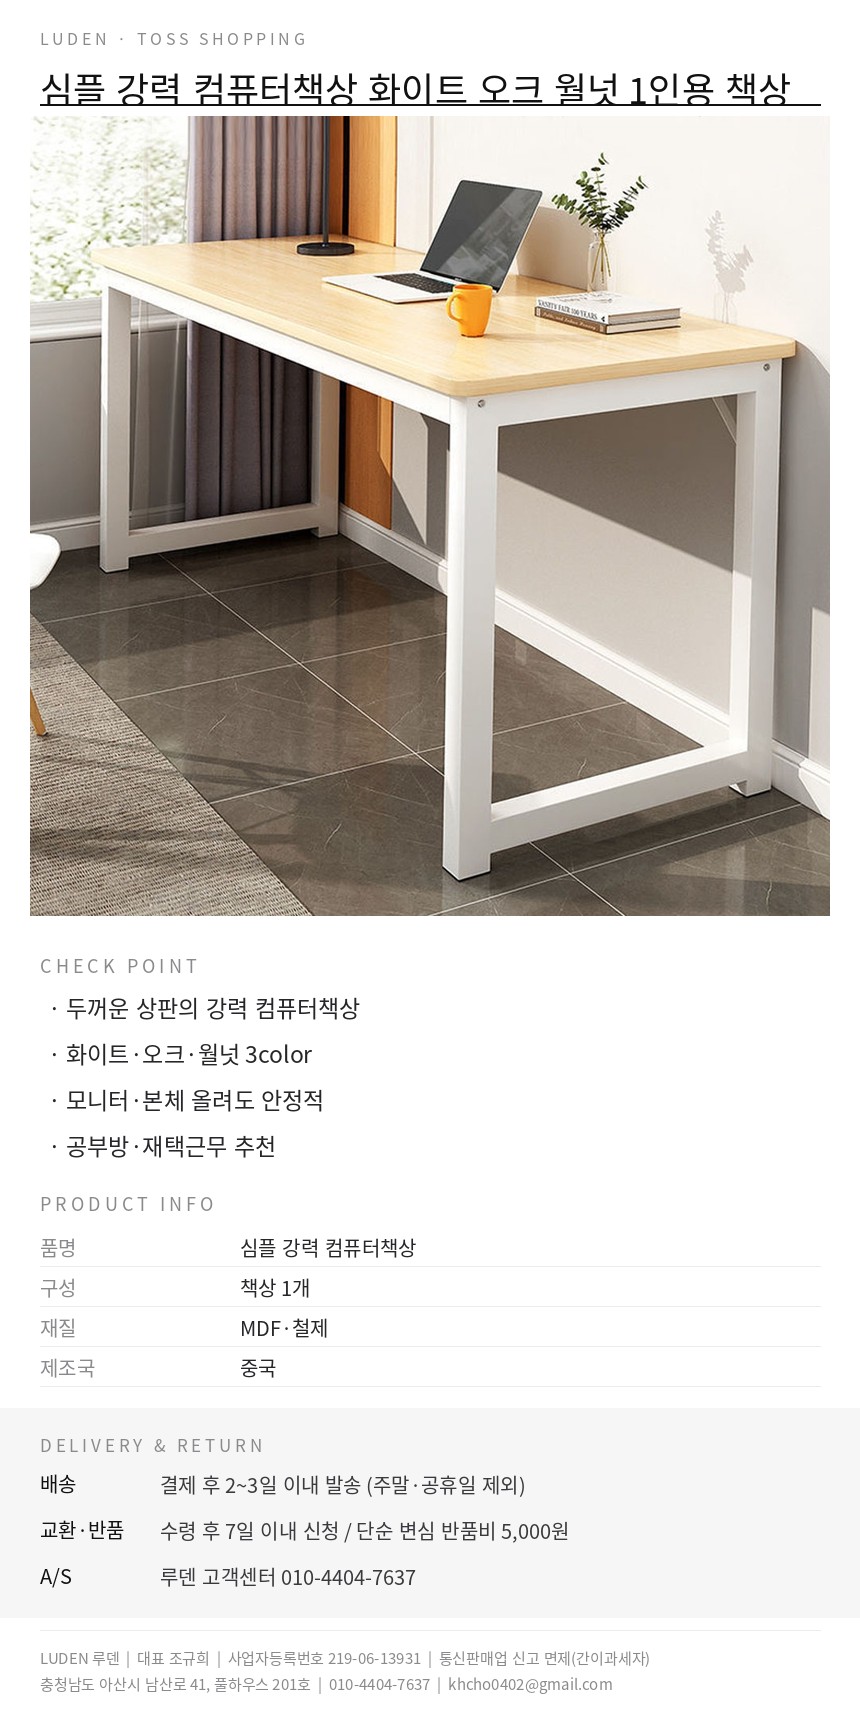 LUDEN · TOSS SHOPPING
심플 강력 컴퓨터책상 화이트 오크 월넛 1인용 책상
VANITY FAIR 100 YEARS
CHECK POINT
· 두꺼운 상판의 강력 컴퓨터책상
· 화이트·오크·월넛 3color
· 모니터·본체 올려도 안정적
· 공부방·재택근무 추천
PRODUCT INFO
품명 심플 강력 컴퓨터책상
구성 책상 1개
재질 MDF·철제
제조국 중국
DELIVERY & RETURN
배송 결제 후 2~3일 이내 발송 (주말·공휴일 제외)
교환·반품 수령 후 7일 이내 신청 / 단순 변심 반품비 5,000원
A/S 루덴 고객센터 010-4404-7637
LUDEN 루덴 | 대표 조규희 | 사업자등록번호 219-06-13931 | 통신판매업 신고 면제(간이과세자)
충청남도 아산시 남산로 41, 풀하우스 201호 | 010-4404-7637 | khcho0402@gmail.com